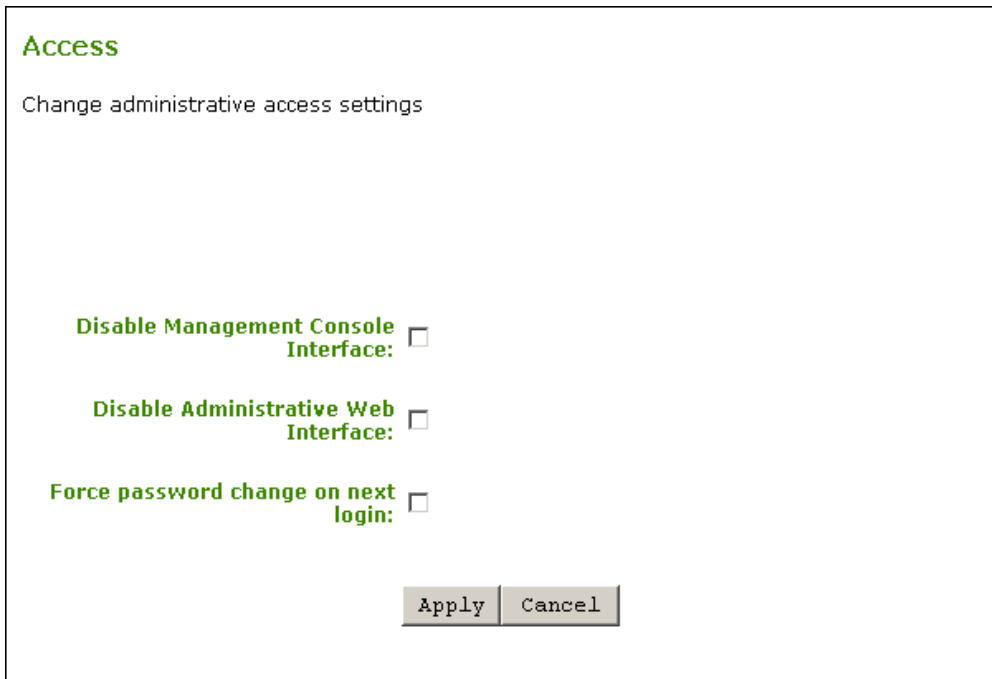 Access
Change administrative access settings
Disable Management Console
Interface:
Disable Administrative Web
Interface:
Force password change on next
login:
Apply Cancel